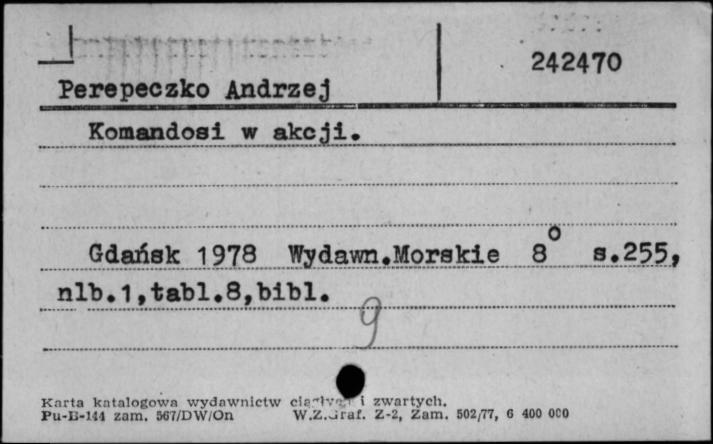 242470
Perepeczko Andrzej
Komandosi w akcji.
Gdańsk 1978 Wydawn.Morskie 8° s.255,
nlb.1,tabl.8,bibl.
9
Karta katalogowa wydawnictw ciągłych i zwartych.
Pu-B-144 zam. 567/DW/On W.Z.Graf. Z-2, Zam. 502/77, 6 400 000